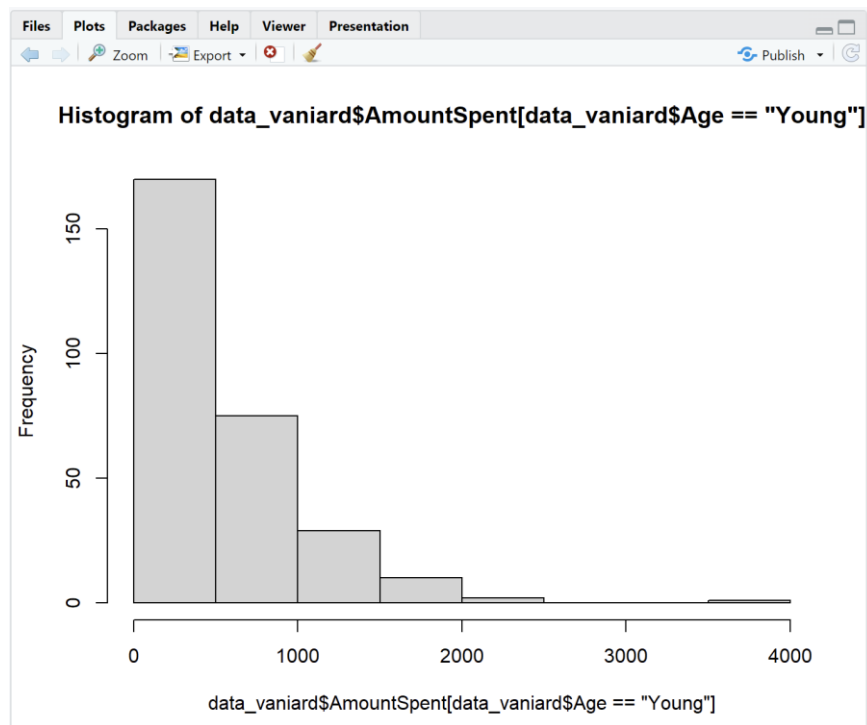 Files Plots Packages Help Viewer Presentation
Zoom Export Publish
Histogram of data_vaniard$AmountSpent[data_vaniard$Age == "Young"]
Frequency
150
100
50
0
0 1000 2000 3000 4000
data_vaniard$AmountSpent[data_vaniard$Age == "Young"]